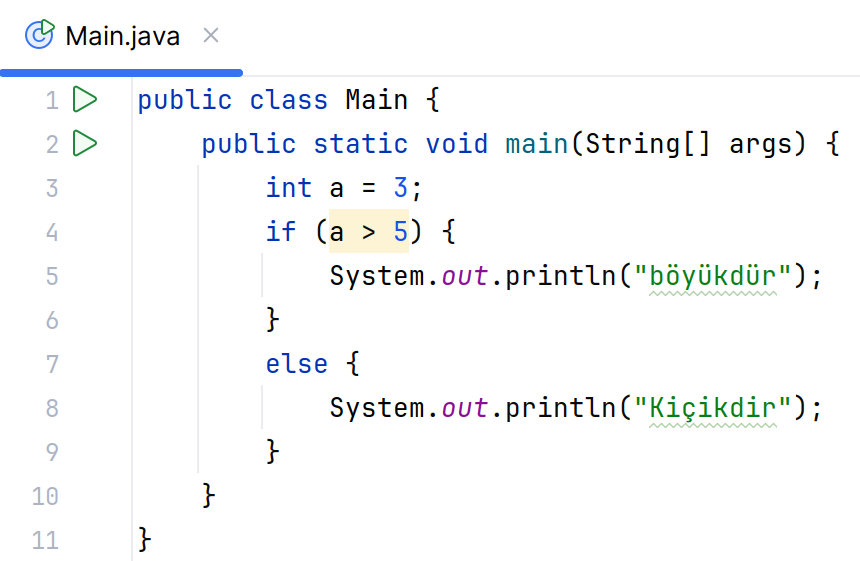 Main.java
1 public class Main {
2 public static void main(String[] args) {
3 int a = 3;
4 if (a > 5) {
5 System.out.println("böyükdür");
6 }
7 else {
8 System.out.println("Kiçikdir");
9 }
10 }
11 }